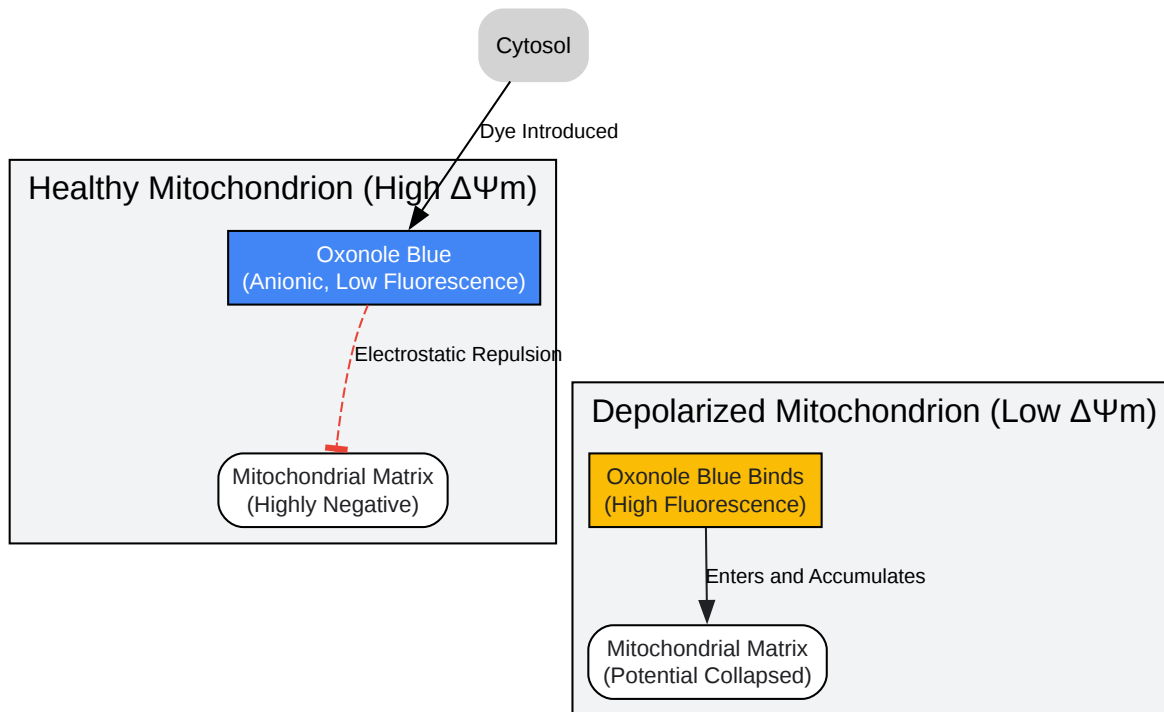 Cytosol
Dye Introduced
Healthy Mitochondrion (High ΔΨm)
Oxonole Blue
(Anionic, Low Fluorescence)
Electrostatic Repulsion
Mitochondrial Matrix
(Highly Negative)
Depolarized Mitochondrion (Low ΔΨm)
Oxonole Blue Binds
(High Fluorescence)
Enters and Accumulates
Mitochondrial Matrix
(Potential Collapsed)